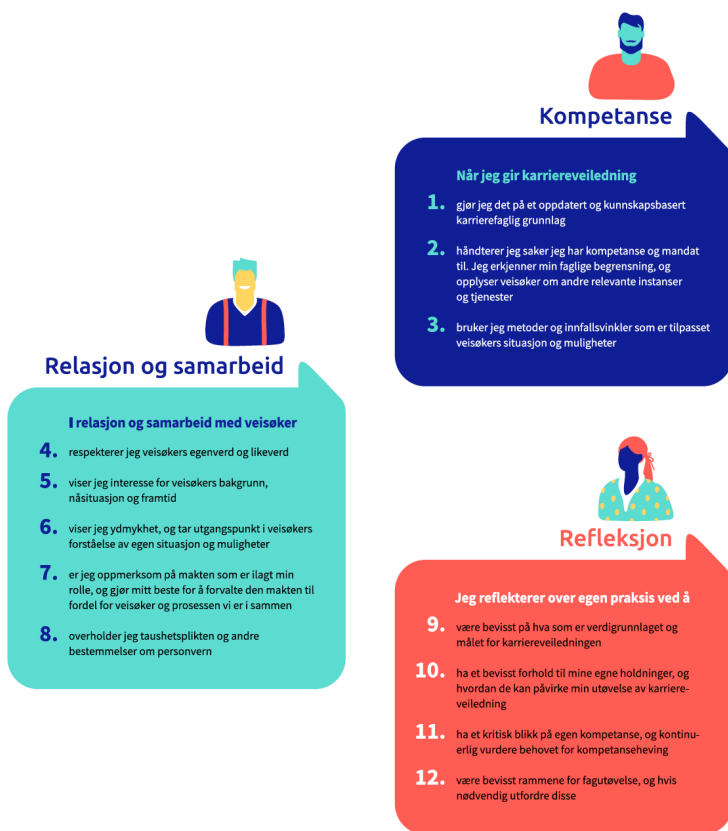 Kompetanse
Når jeg gir karriereveiledning
1. gjør jeg det på et oppdatert og kunnskapsbasert
karrierefaglig grunnlag
2. håndterer jeg saker jeg har kompetanse og mandat
til. Jeg erkjenner min faglige begrensning, og
opplyser veisøker om andre relevante instanser
og tjenester
3. bruker jeg metoder og innfallsvinkler som er tilpasset
veisøkers situasjon og muligheter
Relasjon og samarbeid
I relasjon og samarbeid med veisøker
4. respekterer jeg veisøkers egenverd og likeverd
5. viser jeg interesse for veisøkers bakgrunn,
nåsituasjon og framtid
6. viser jeg ydmykhet, og tar utgangspunkt i veisøkers
forståelse av egen situasjon og muligheter
7. er jeg oppmerksom på makten som er ilagt min
rolle, og gjør mitt beste for å forvalte den makten til
fordel for veisøker og prosessen vi er i sammen
8. overholder jeg taushetsplikten og andre
bestemmelser om personvern
Refleksjon
Jeg reflekterer over egen praksis ved å
9. være bevisst på hva som er verdigrunnlaget og
målet for karriereveiledningen
10. ha et bevisst forhold til mine egne holdninger, og
hvordan de kan påvirke min utøvelse av karriere-
veiledning
11. ha et kritisk blikk på egen kompetanse, og kontinu-
erlig vurdere behovet for kompetanseheving
12. være bevisst rammene for fagutøvelse, og hvis
nødvendig utfordre disse